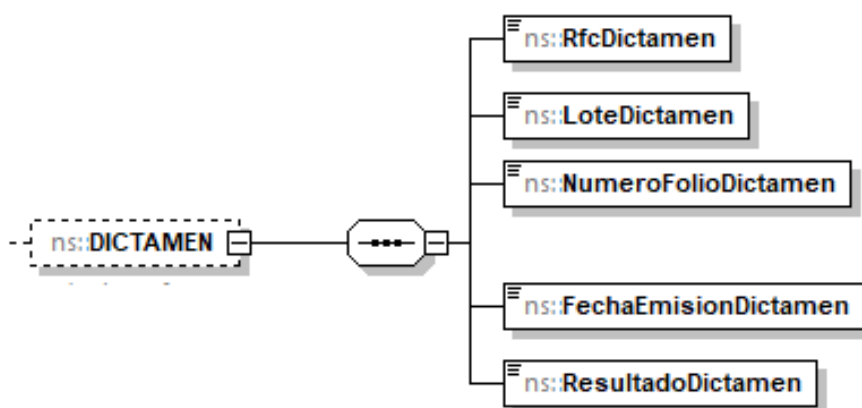 ns::RfcDictamen
ns::LoteDictamen
ns::NumeroFolioDictamen
ns::DICTAMEN
ns::FechaEmisionDictamen
ns::ResultadoDictamen